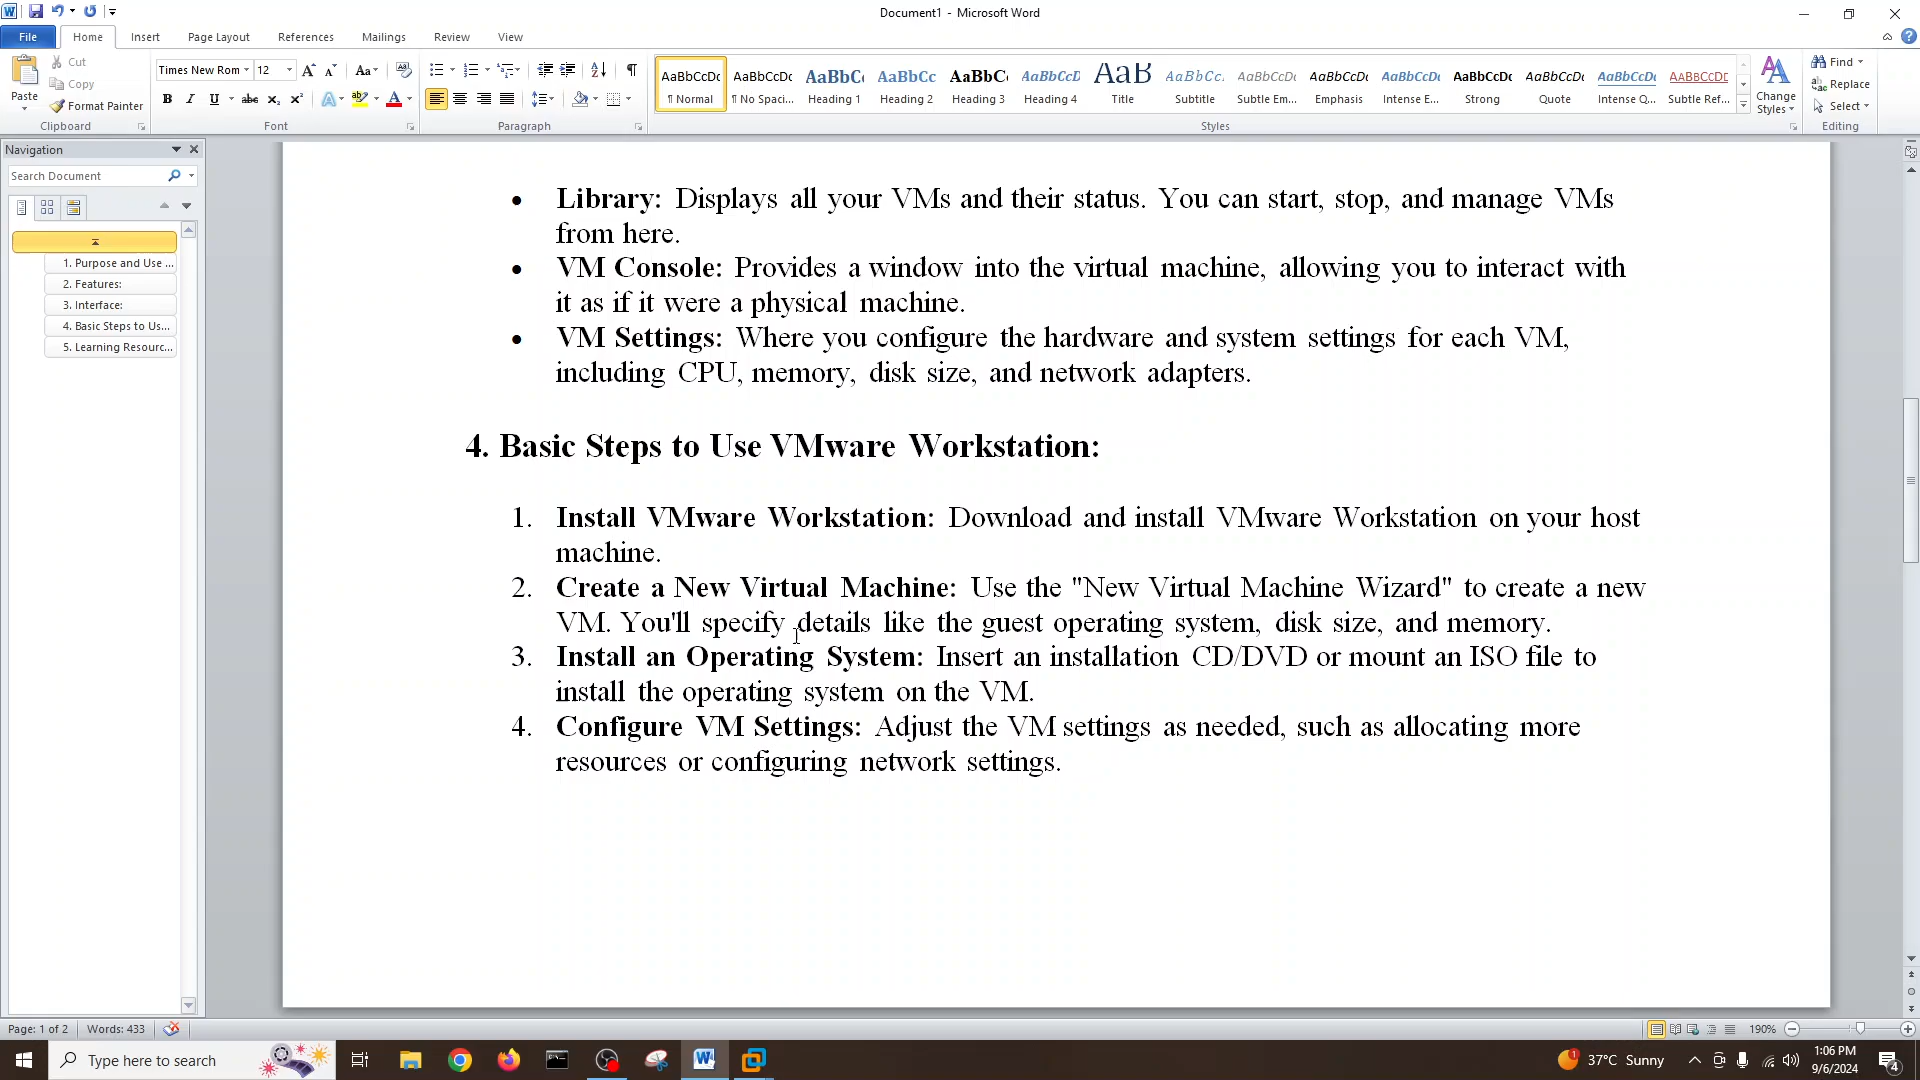 Document1 - Microsoft Word
File Home Insert Page Layout References Mailings Review View
Paste
Cut
Copy
Format Painter
Clipboard
Times New Rom 12
Font
Paragraph
AaBbCcDc AaBbCcDc AaBbC AaBbCc AaBbC AaBbCcD AaB AaBbCc. AaBbCcDc AaBbCcDc AaBbCcDc AaBbCcDc AaBbCcDc AaBbCcDc AABBCCDC
¶ Normal ¶ No Spaci... Heading 1 Heading 2 Heading 3 Heading 4 Title Subtitle Subtle Em... Emphasis Intense E... Strong Quote Intense Q... Subtle Ref...
Styles
Change Styles
Find
Replace
Select
Editing
Navigation
Search Document
1. Purpose and Use ...
2. Features:
3. Interface:
4. Basic Steps to Us...
5. Learning Resourc...
• Library: Displays all your VMs and their status. You can start, stop, and manage VMs
from here.
• VM Console: Provides a window into the virtual machine, allowing you to interact with
it as if it were a physical machine.
• VM Settings: Where you configure the hardware and system settings for each VM,
including CPU, memory, disk size, and network adapters.
4. Basic Steps to Use VMware Workstation:
1. Install VMware Workstation: Download and install VMware Workstation on your host
machine.
2. Create a New Virtual Machine: Use the "New Virtual Machine Wizard" to create a new
VM. You'll specify details like the guest operating system, disk size, and memory.
3. Install an Operating System: Insert an installation CD/DVD or mount an ISO file to
install the operating system on the VM.
4. Configure VM Settings: Adjust the VM settings as needed, such as allocating more
resources or configuring network settings.
Page: 1 of 2 Words: 433
190%
Type here to search
37°C Sunny
1:06 PM
9/6/2024
4